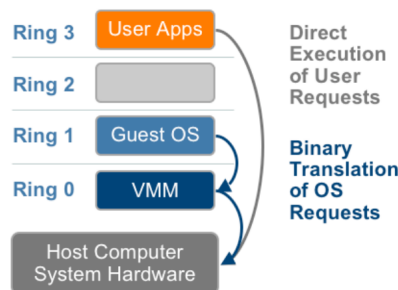 Ring 3
User Apps
Ring 2
Ring 1
Guest OS
Ring 0
VMM
Host Computer
System Hardware
Direct
Execution
of User
Requests
Binary
Translation
of OS
Requests